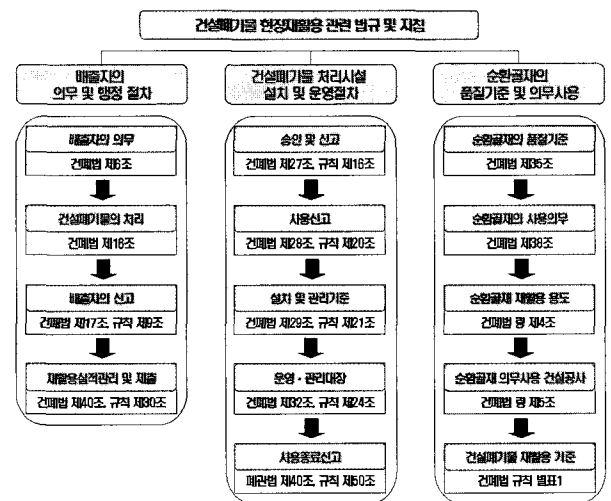 건설폐기물 현장재활용 관련 법규 및 지침
배출자의
의무 및 행정 절차
배출자의 의무
건폐법 제6조
건설폐기물의 처리
건폐법 제16조
배출자의 신고
건폐법 제17조, 규칙 제9조
재활용실적관리 및 제출
건폐법 제40조, 규칙 제30조
건설폐기물 처리시설
설치 및 운영절차
승인 및 신고
건폐법 제27조, 규칙 제16조
사용신고
건폐법 제28조, 규칙 제20조
설치 및 관리기준
건폐법 제29조, 규칙 제21조
운영·관리대장
건폐법 제32조, 규칙 제24조
사용종료신고
폐관법 제40조, 규칙 제50조
순환골재의
품질기준 및 의무사용
순환골재의 품질기준
건폐법 제35조
순환골재의 사용의무
건폐법 제38조
순환골재 재활용 용도
건폐법 령 제4조
순환골재 의무사용 건설공사
건폐법 령 제5조
건설폐기물 재활용 기준
건폐법 규칙 별표1